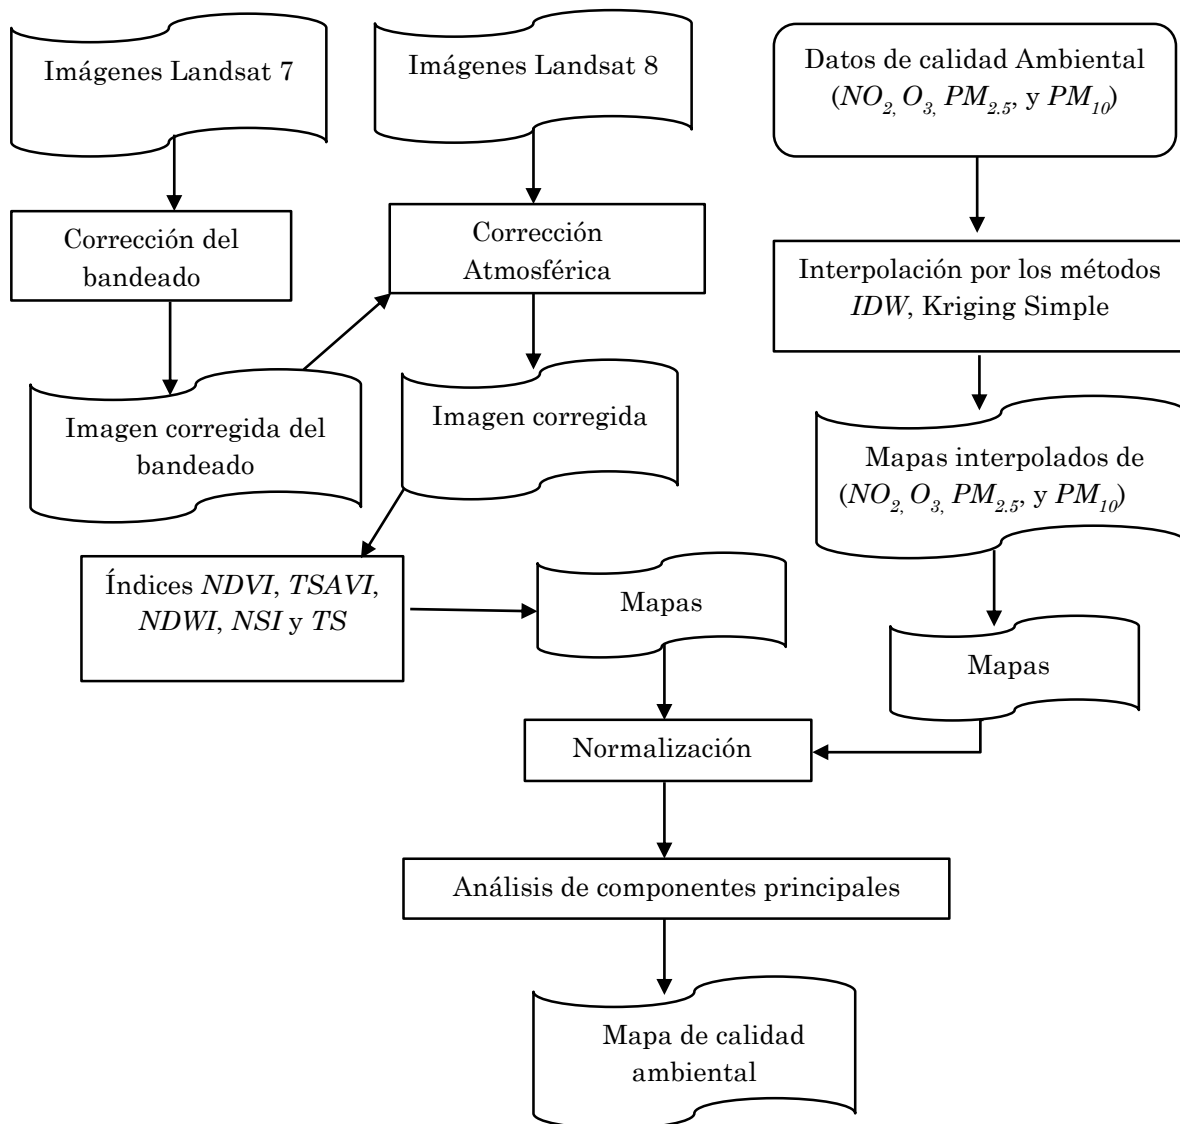 Imágenes Landsat 7
Imágenes Landsat 8
Datos de calidad Ambiental
(NO2, O3, PM2.5, y PM10)
Corrección del
bandeado
Corrección
Atmosférica
Interpolación por los métodos
IDW, Kriging Simple
Imagen corregida del
bandeado
Imagen corregida
Mapas interpolados de
(NO2, O3, PM2.5, y PM10)
Índices NDVI, TSAVI,
NDWI, NSI y TS
Mapas
Mapas
Normalización
Análisis de componentes principales
Mapa de calidad
ambiental